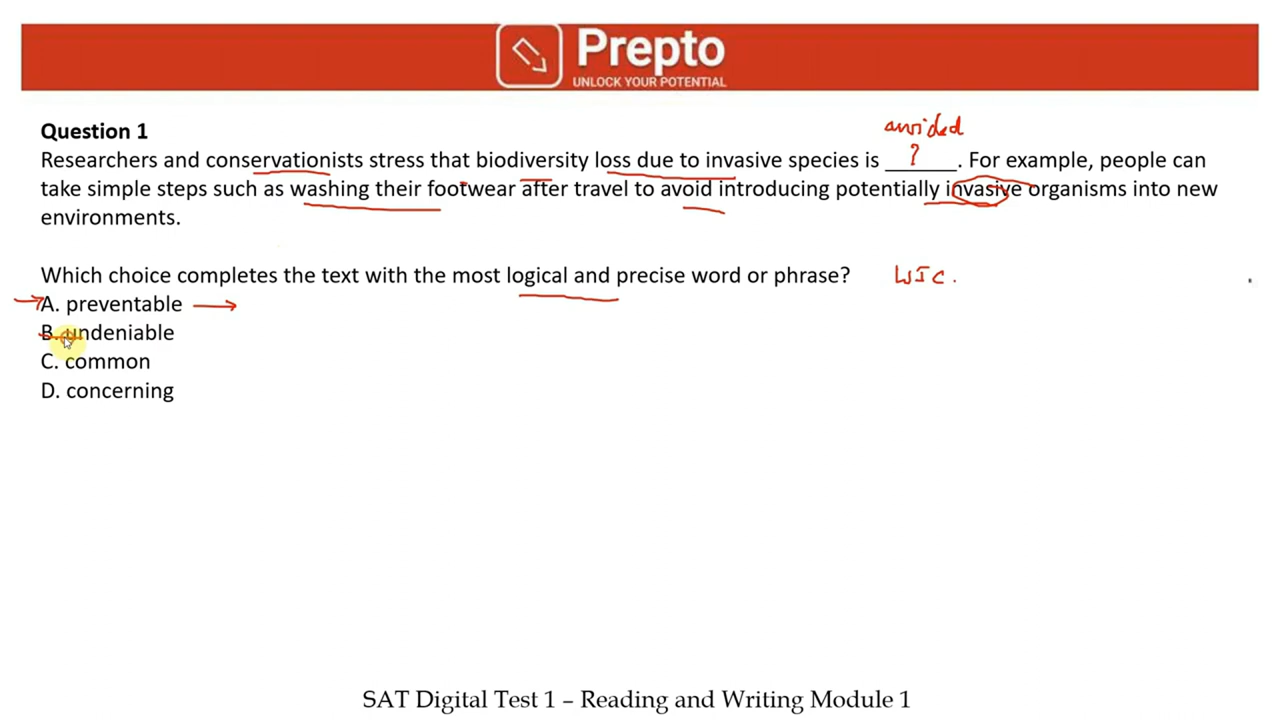 Prepto
UNLOCK YOUR POTENTIAL
Question 1
avoided
Researchers and conservationists stress that biodiversity loss due to invasive species is ______. For example, people can
?
take simple steps such as washing their footwear after travel to avoid introducing potentially invasive organisms into new
environments.
Which choice completes the text with the most logical and precise word or phrase? WIC.
A. preventable
B. undeniable
C. common
D. concerning
SAT Digital Test 1 – Reading and Writing Module 1